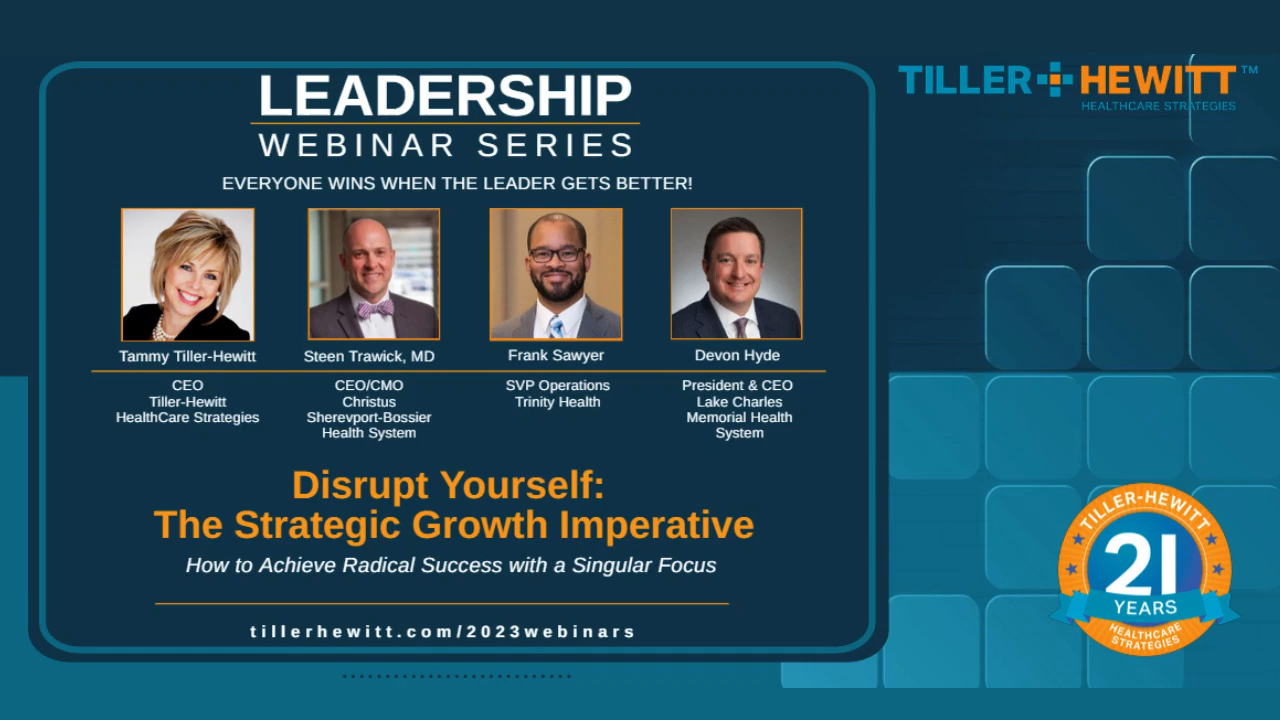 LEADERSHIP
WEBINAR SERIES
EVERYONE WINS WHEN THE LEADER GETS BETTER!
Tammy Tiller-Hewitt
CEO
Tiller-Hewitt
HealthCare Strategies
Steen Trawick, MD
CEO/CMO
Christus
Sherevport-Bossier
Health System
Frank Sawyer
SVP Operations
Trinity Health
Devon Hyde
President & CEO
Lake Charles
Memorial Health
System
Disrupt Yourself:
The Strategic Growth Imperative
How to Achieve Radical Success with a Singular Focus
tillerhewitt.com/2023webinars
TILLER HEWITT™
HEALTHCARE STRATEGIES
TILLER-HEWITT
21
YEARS
HEALTHCARE
STRATEGIES